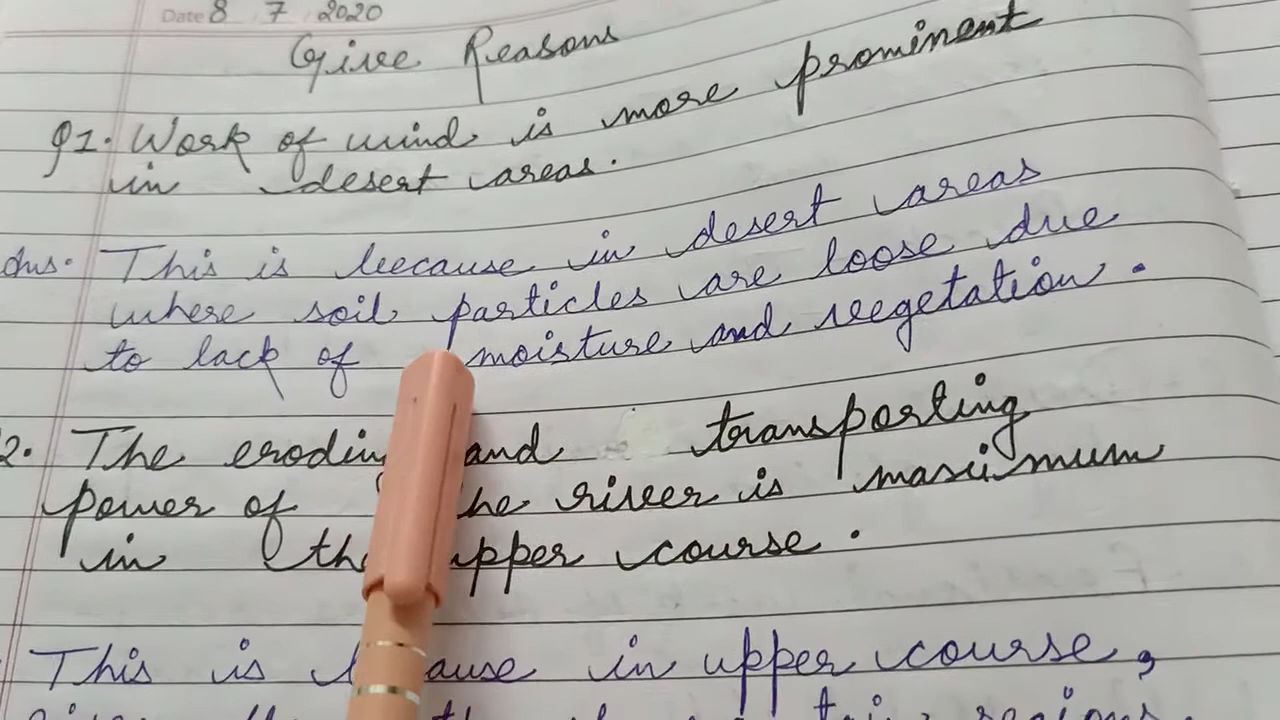 Date 8 7 2020
Give Reasons
Q1. Work of wind is more prominent
in desert areas.
Ans. This is because in desert areas
where soil particles are loose due
to lack of moisture and vegetation.
2. The eroding and transporting
power of the river is maximum
in the upper course.
This is because in upper course,
regions.